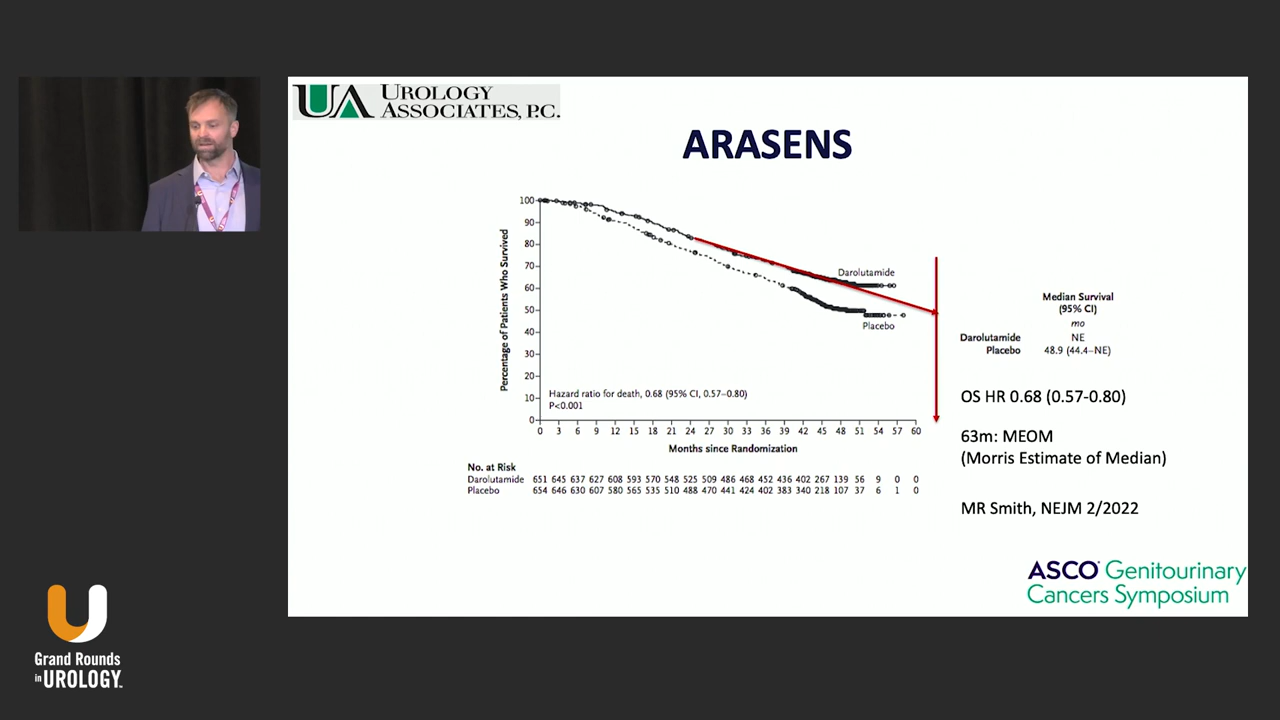 UA UROLOGY
ASSOCIATES, P.C.
ARASENS
Percentage of Patients Who Survived
100
90
80
70
60
50
40
30
20
10
0
Darolutamide
Placebo
Hazard ratio for death, 0.68 (95% CI, 0.57–0.80)
P<0.001
0 3 6 9 12 15 18 21 24 27 30 33 36 39 42 45 48 51 54 57 60
Months since Randomization
No. at Risk
Darolutamide 651 645 637 627 608 593 570 548 525 509 486 468 452 436 402 267 139 56 9 0 0
Placebo 654 646 630 607 580 565 535 510 488 470 441 424 402 383 340 218 107 37 6 1 0
Median Survival
(95% CI)
mo
Darolutamide NE
Placebo 48.9 (44.4–NE)
OS HR 0.68 (0.57-0.80)
63m: MEOM
(Morris Estimate of Median)
MR Smith, NEJM 2/2022
ASCO Genitourinary
Cancers Symposium
Grand Rounds
in UROLOGY™